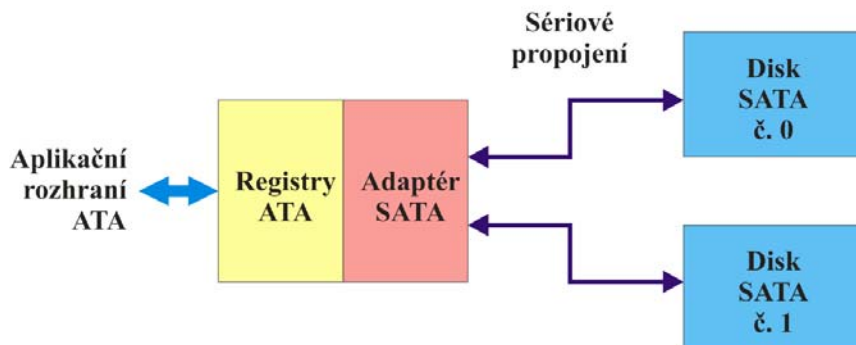 Aplikační
rozhraní
ATA
Registry
ATA
Adaptér
SATA
Sériové
propojení
Disk
SATA
č. 0
Disk
SATA
č. 1